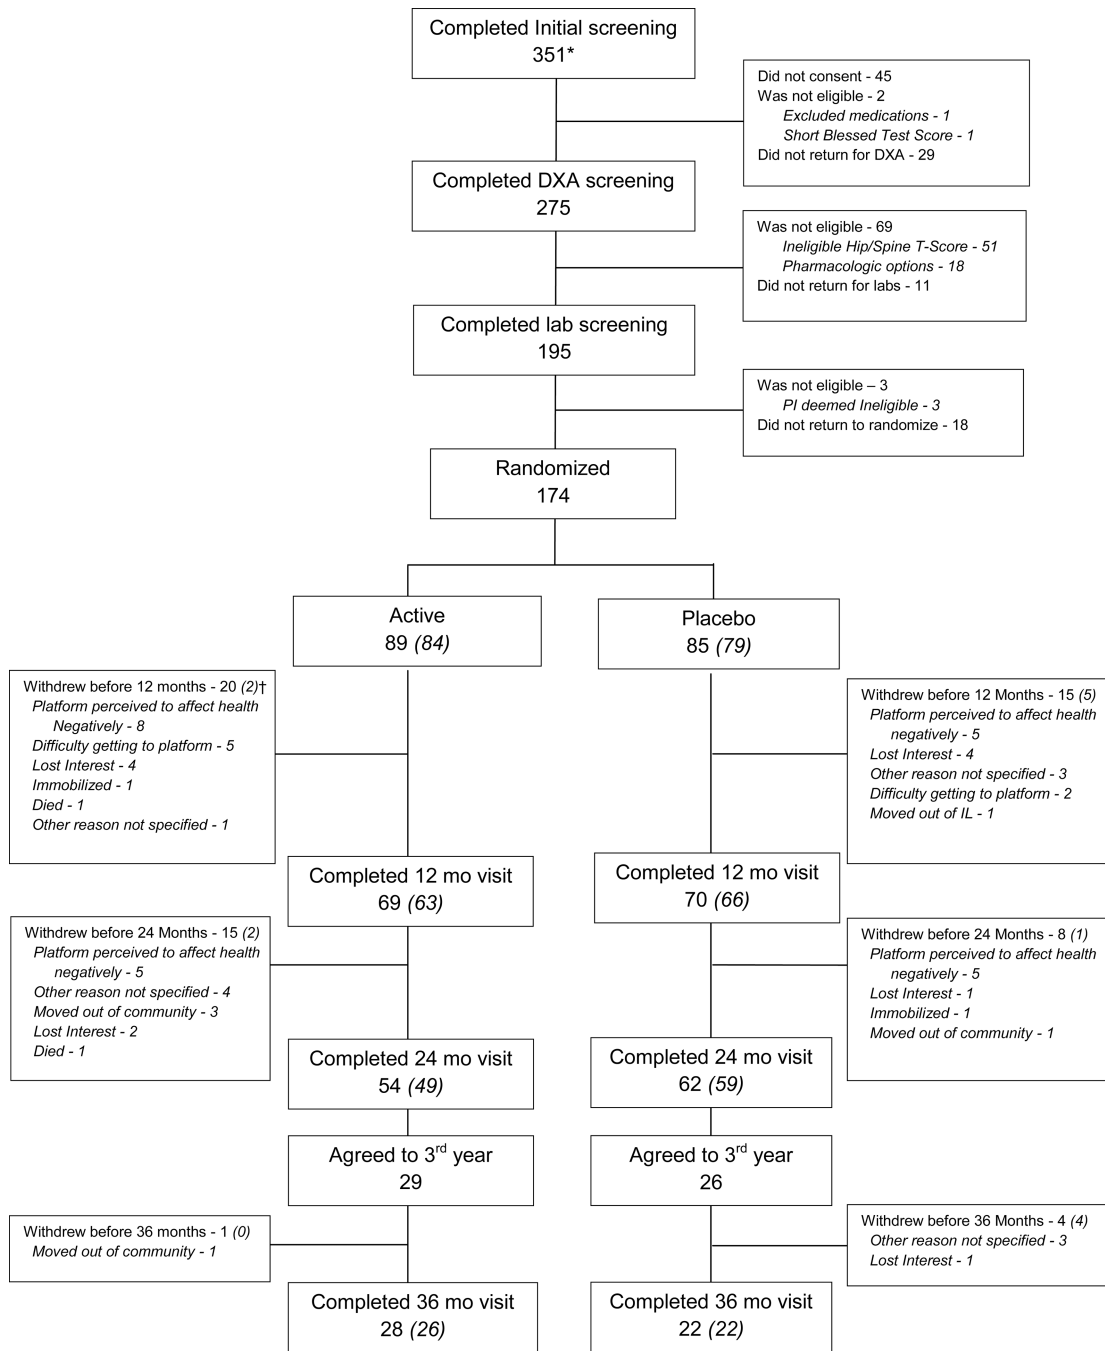 Completed Initial screening
351*
Did not consent - 45
Was not eligible - 2
Excluded medications - 1
Short Blessed Test Score - 1
Did not return for DXA - 29
Completed DXA screening
275
Was not eligible - 69
Ineligible Hip/Spine T-Score - 51
Pharmacologic options - 18
Did not return for labs - 11
Completed lab screening
195
Was not eligible – 3
PI deemed Ineligible - 3
Did not return to randomize - 18
Randomized
174
Active
89 (84)
Placebo
85 (79)
Withdrew before 12 months - 20 (2)†
Platform perceived to affect health
Negatively - 8
Difficulty getting to platform - 5
Lost Interest - 4
Immobilized - 1
Died - 1
Other reason not specified - 1
Withdrew before 12 Months - 15 (5)
Platform perceived to affect health
negatively - 5
Lost Interest - 4
Other reason not specified - 3
Difficulty getting to platform - 2
Moved out of IL - 1
Completed 12 mo visit
69 (63)
Completed 12 mo visit
70 (66)
Withdrew before 24 Months - 15 (2)
Platform perceived to affect health
negatively - 5
Other reason not specified - 4
Moved out of community - 3
Lost Interest - 2
Died - 1
Withdrew before 24 Months - 8 (1)
Platform perceived to affect health
negatively - 5
Lost Interest - 1
Immobilized - 1
Moved out of community - 1
Completed 24 mo visit
54 (49)
Completed 24 mo visit
62 (59)
Agreed to 3rd year
29
Agreed to 3rd year
26
Withdrew before 36 months - 1 (0)
Moved out of community - 1
Withdrew before 36 Months - 4 (4)
Other reason not specified - 3
Lost Interest - 1
Completed 36 mo visit
28 (26)
Completed 36 mo visit
22 (22)